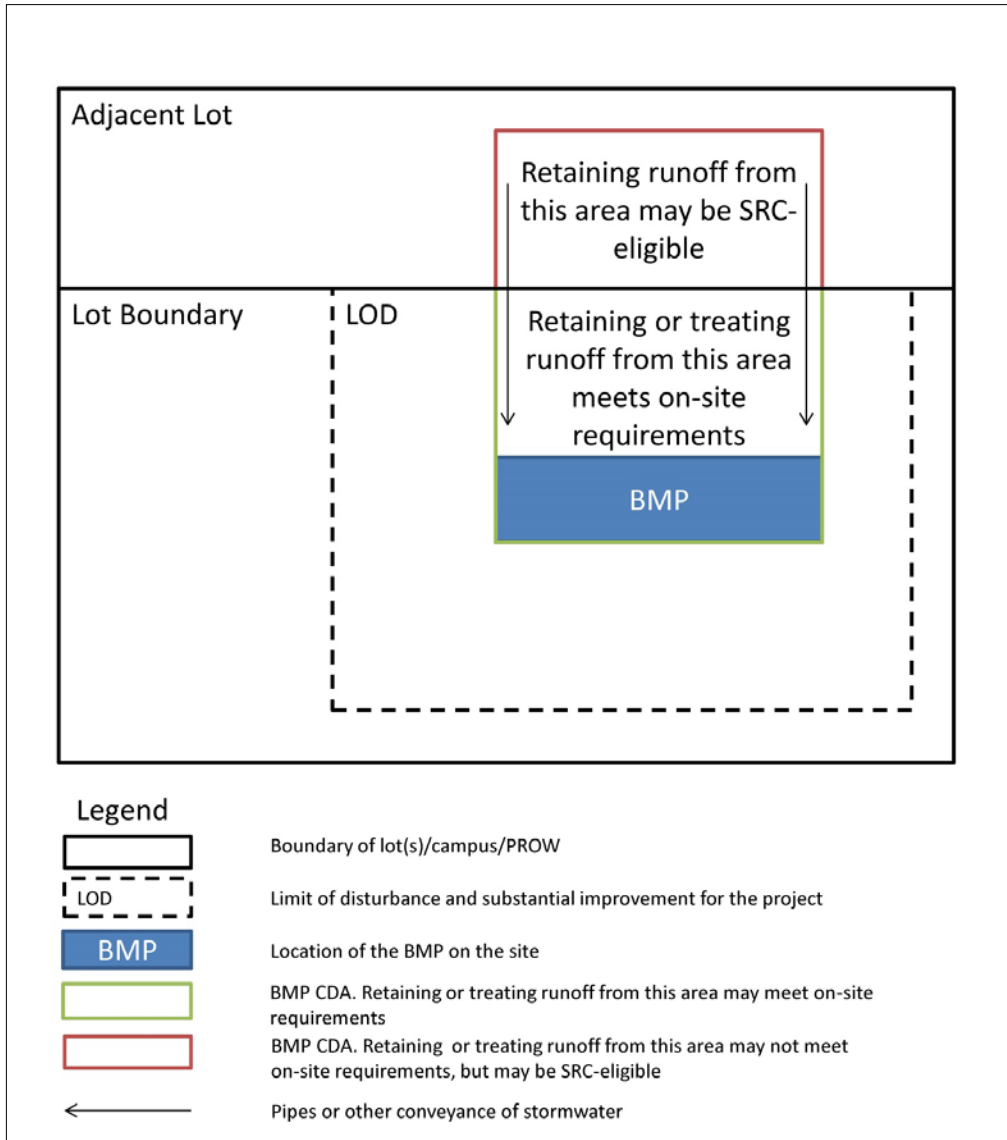 Adjacent Lot
Retaining runoff from
this area may be SRC-
eligible
Lot Boundary
LOD
Retaining or treating
runoff from this area
meets on-site
requirements
BMP
Legend
Boundary of lot(s)/campus/PROW
LOD
Limit of disturbance and substantial improvement for the project
BMP
Location of the BMP on the site
BMP CDA. Retaining or treating runoff from this area may meet on-site
requirements
BMP CDA. Retaining or treating runoff from this area may not meet
on-site requirements, but may be SRC-eligible
Pipes or other conveyance of stormwater